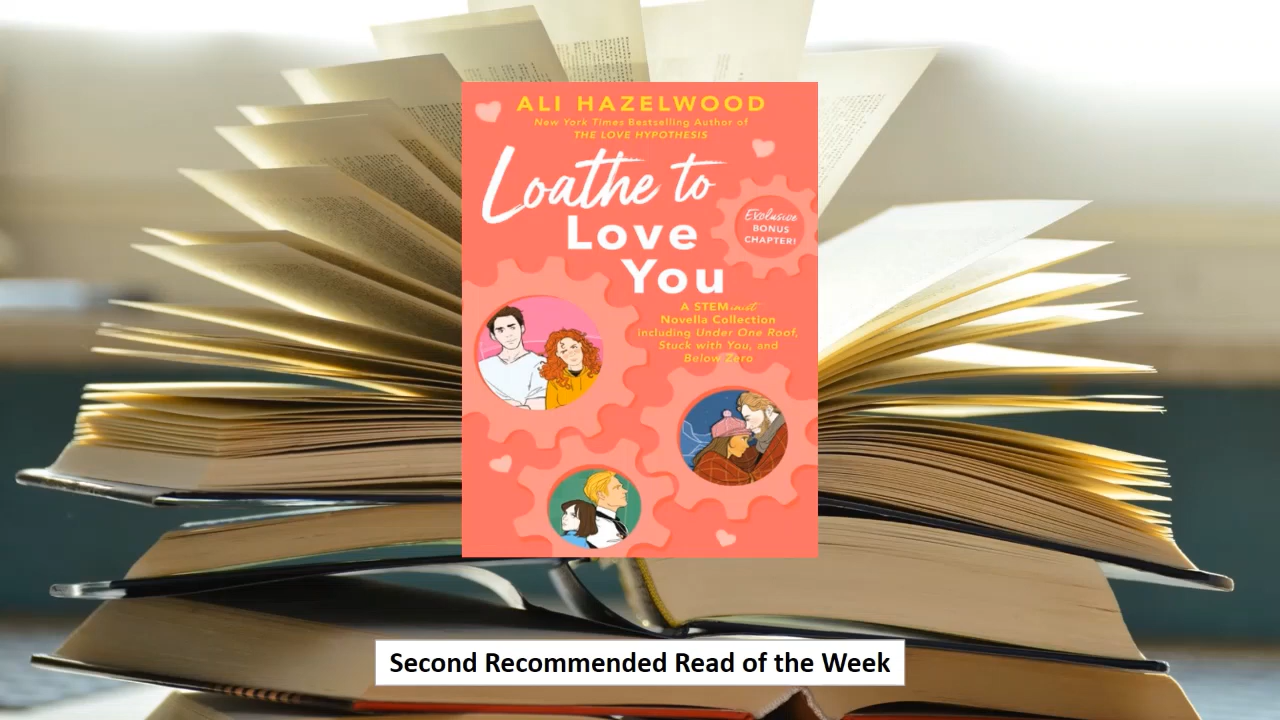 ALI HAZELWOOD
New York Times Bestselling Author of
THE LOVE HYPOTHESIS
Loathe to
Love
You
Exclusive
BONUS
CHAPTER!
A STEMinist
Novella Collection
including Under One Roof,
Stuck with You, and
Below Zero
Second Recommended Read of the Week